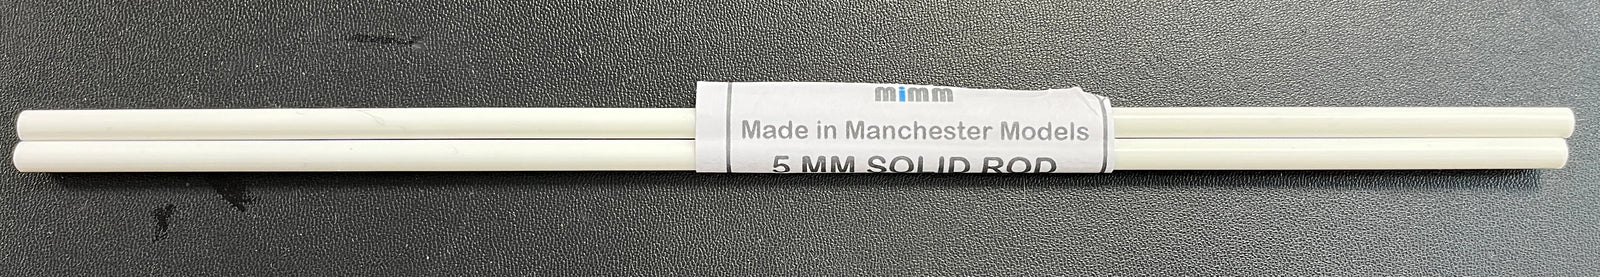 mimm
Made in Manchester Models
5 MM SOLID ROD